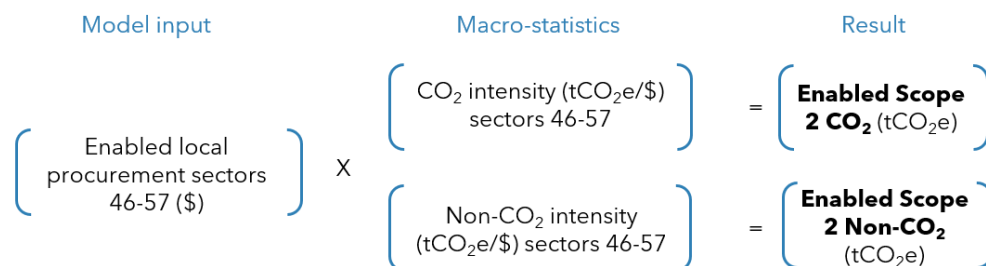 Model input
Macro-statistics
Result
Enabled local
procurement sectors
46-57 ($)
X
CO₂ intensity (tCO₂e/$)
sectors 46-57
=
Enabled Scope
2 CO₂ (tCO₂e)
Non-CO₂ intensity
(tCO₂e/$) sectors 46-57
=
Enabled Scope
2 Non-CO₂
(tCO₂e)